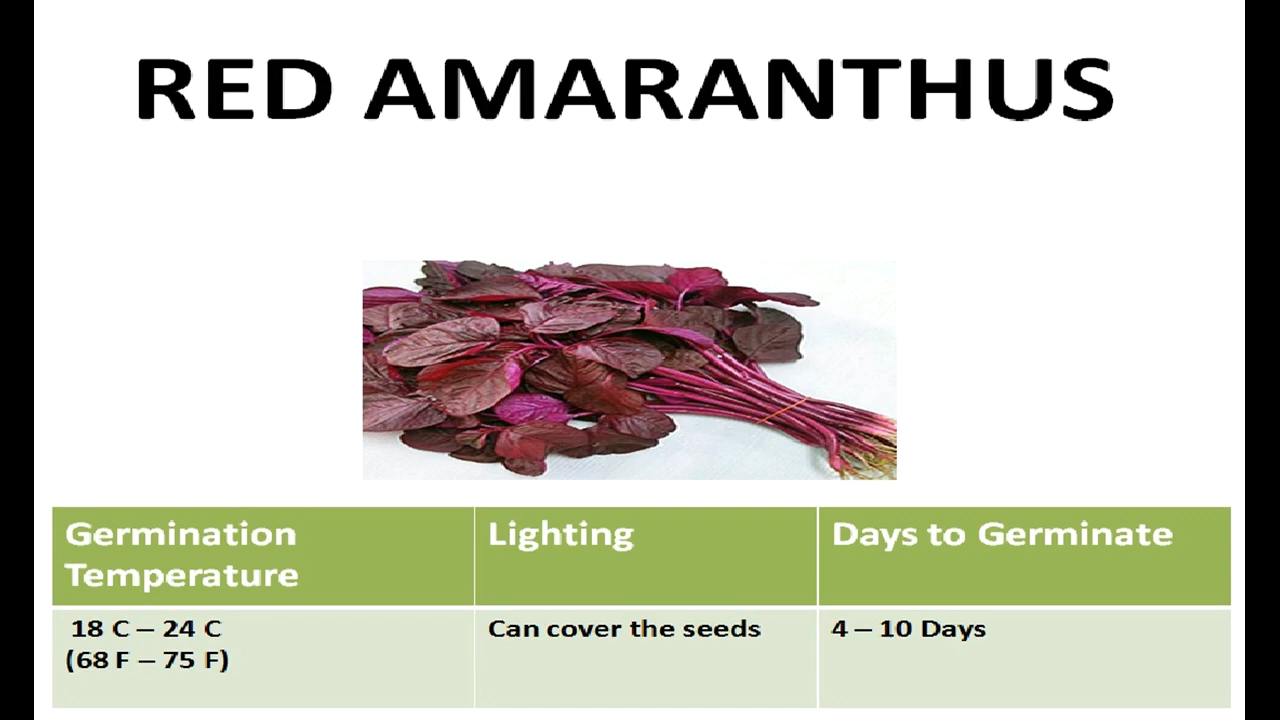 RED AMARANTHUS
Germination
Temperature
Lighting
Days to Germinate
18 C – 24 C
(68 F – 75 F)
Can cover the seeds
4 – 10 Days